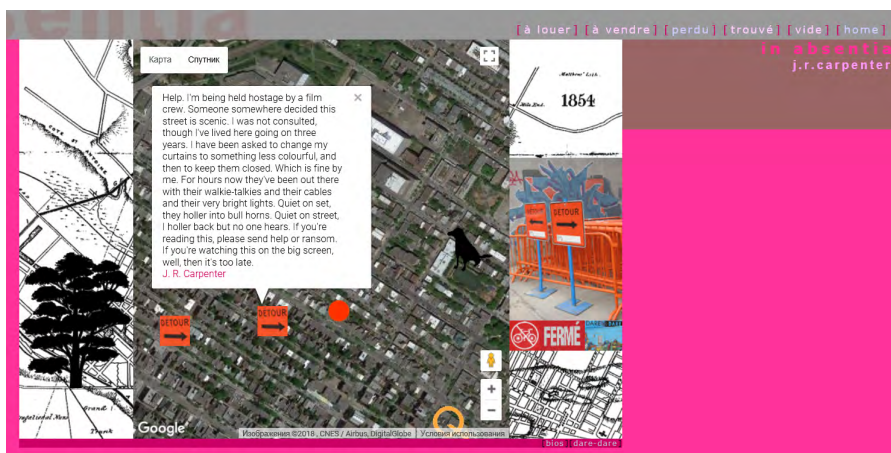 [à louer] [à vendre] [perdu] [trouvé] [vide] [home]
in absentia
j.r.carpenter
Карта Спутник
Help. I'm being held hostage by a film
crew. Someone somewhere decided this
street is scenic. I was not consulted,
though I've lived here going on three
years. I have been asked to change my
curtains to something less colourful, and
then to keep them closed. Which is fine by
me. For hours now they've been out there
with their walkie-talkies and their cables
and their very bright lights. Quiet on set,
they holler into bull horns. Quiet on street,
I holler back but no one hears. If you're
reading this, please send help or ransom.
If you're watching this on the big screen,
well, then it's too late.
J. R. Carpenter
DETOUR
DETOUR
1854
Mile End.
DETOUR
FERMÉ
Grand
Trunk
Google
Изображения ©2018 , CNES / Airbus, DigitalGlobe
Условия использования
[bios] [dare-dare]